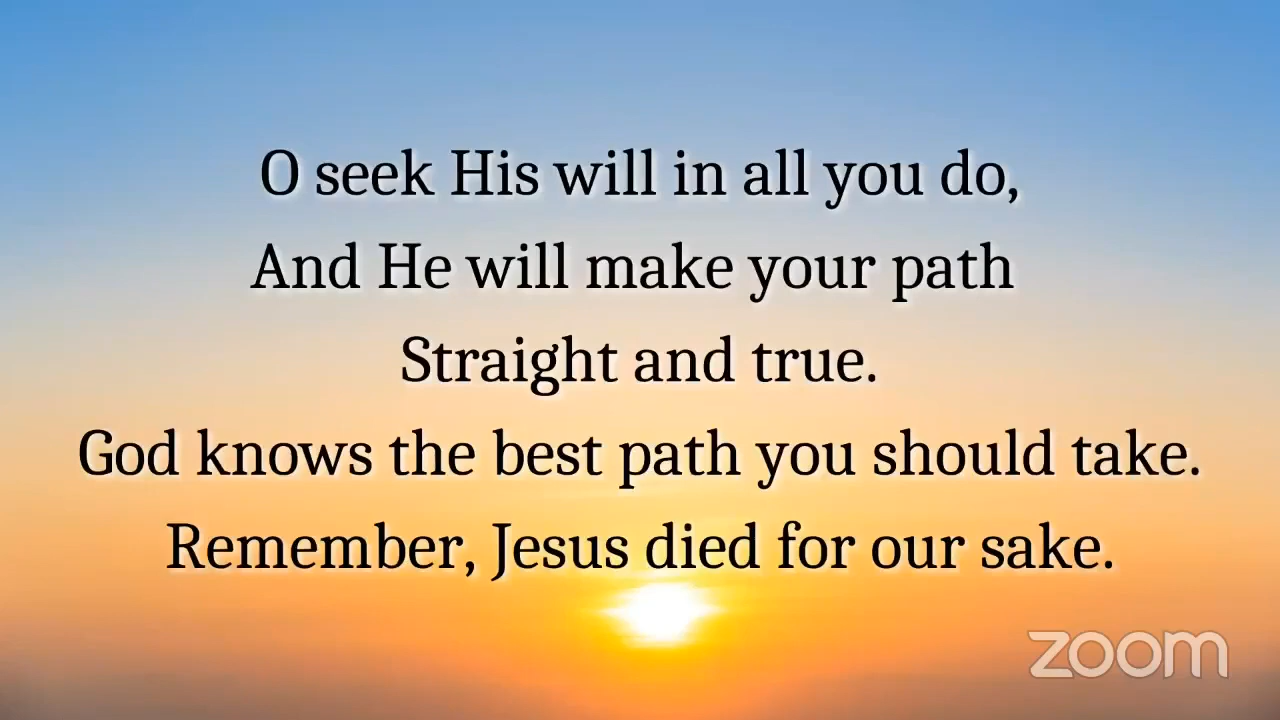 O seek His will in all you do,
And He will make your path
Straight and true.
God knows the best path you should take.
Remember, Jesus died for our sake.
zoom